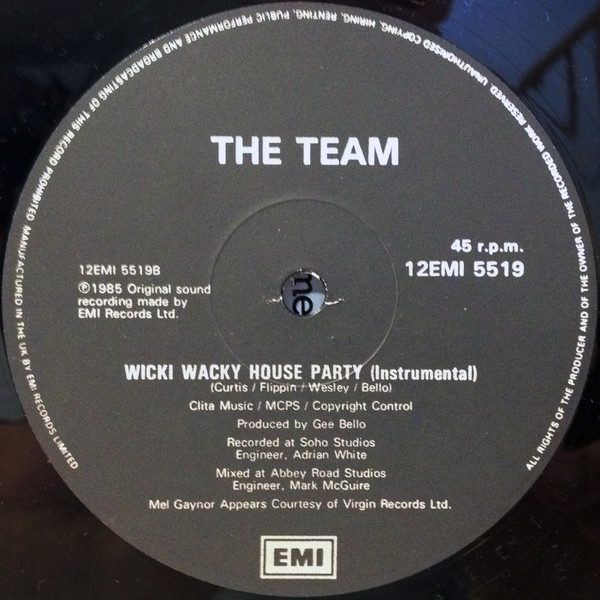 THE TEAM
45 r.p.m.
12EMI 5519
12EMI 5519B
℗1985 Original sound
recording made by
EMI Records Ltd.
ne
WICKI WACKY HOUSE PARTY (Instrumental)
(Curtis / Flippin / Wesley / Bello)
Clita Music / MCPS / Copyright Control
Produced by Gee Bello
Recorded at Soho Studios
Engineer, Adrian White
Mixed at Abbey Road Studios
Engineer, Mark McGuire
Mel Gaynor Appears Courtesy of Virgin Records Ltd.
EMI
ALL RIGHTS OF THE PRODUCER AND OF THE OWNER OF THE RECORDED WORK RESERVED. UNAUTHORISED COPYING, HIRING, RENTING, PUBLIC PERFORMANCE AND BROADCASTING OF THIS RECORD PROHIBITED MANUFACTURED IN THE UK BY EMI RECORDS LIMITED